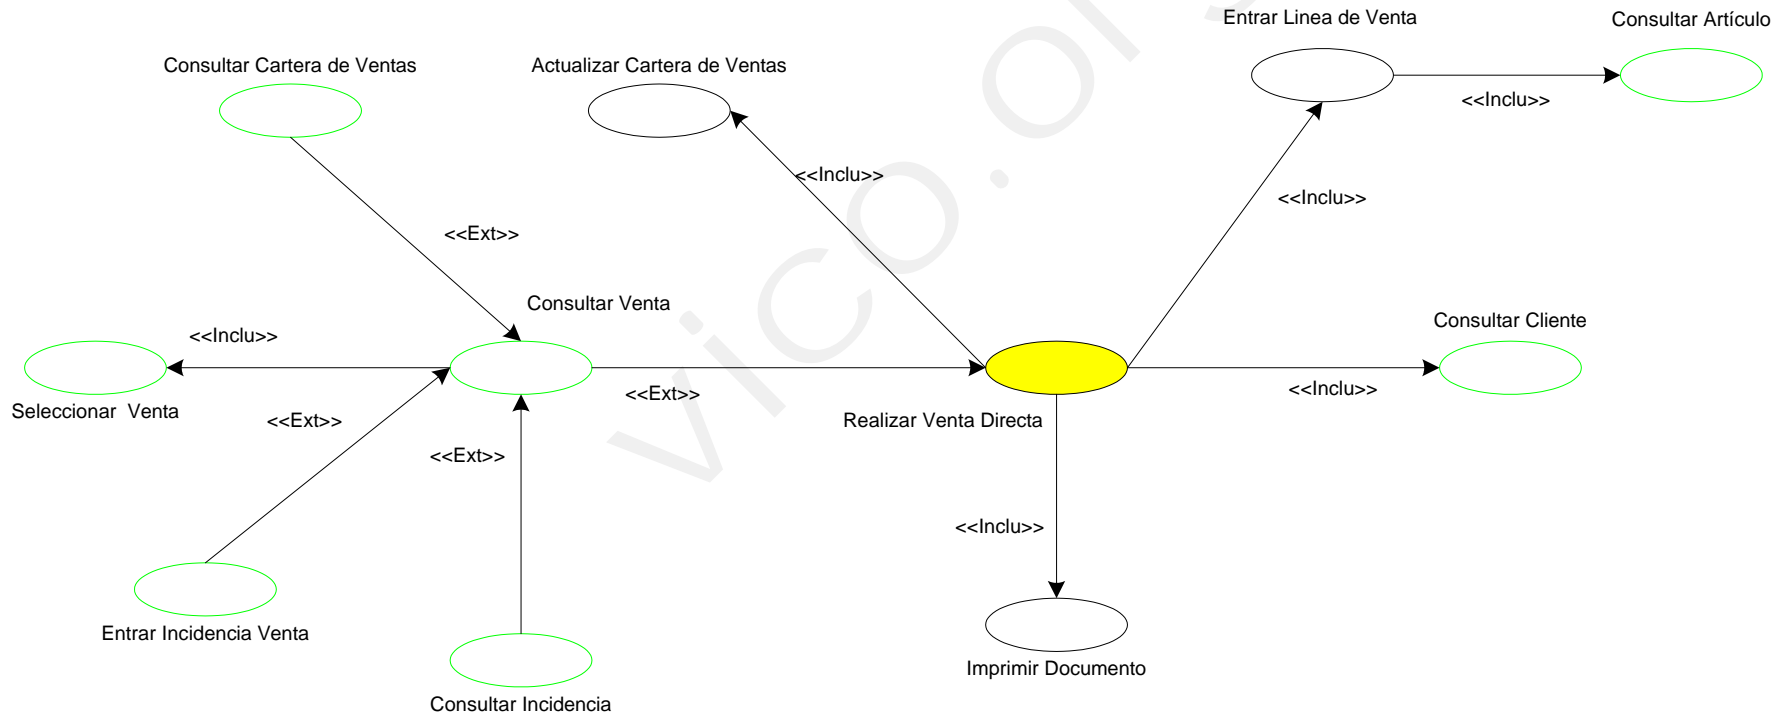 Entrar Linea de Venta
Consultar Artículo
Consultar Cartera de Ventas
Actualizar Cartera de Ventas
<<Inclu>>
<<Inclu>>
<<Inclu>>
<<Ext>>
Consultar Venta
Consultar Cliente
<<Inclu>>
<<Inclu>>
<<Ext>>
Seleccionar Venta
<<Ext>>
Realizar Venta Directa
<<Ext>>
<<Inclu>>
Entrar Incidencia Venta
Imprimir Documento
Consultar Incidencia
vico.or